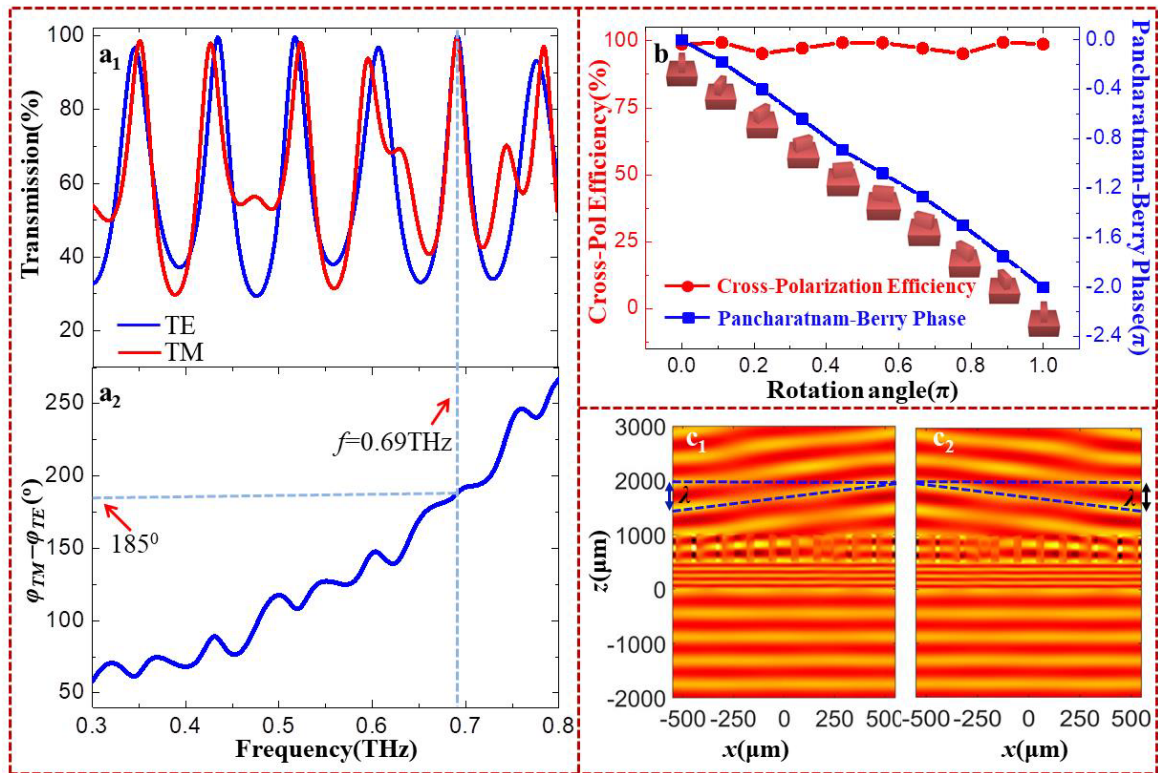 a1
Transmission(%)
100
80
60
40
20
TE
TM
a2
φTM−φTE(°)
250
200
150
100
50
f=0.69THz
185⁰
0.3 0.4 0.5 0.6 0.7 0.8
Frequency(THz)
b
Cross-Pol Efficiency(%)
100
75
50
25
0
Pancharatnam-Berry Phase(π)
0.0
-0.4
-0.8
-1.2
-1.6
-2.0
-2.4
Cross-Polarization Efficiency
Pancharatnam-Berry Phase
0.0 0.2 0.4 0.6 0.8 1.0
Rotation angle(π)
c1
c2
z(μm)
3000
2000
1000
0
-1000
-2000
λ
λ
-500 -250 0 250 500
-500 -250 0 250 500
x(μm)
x(μm)